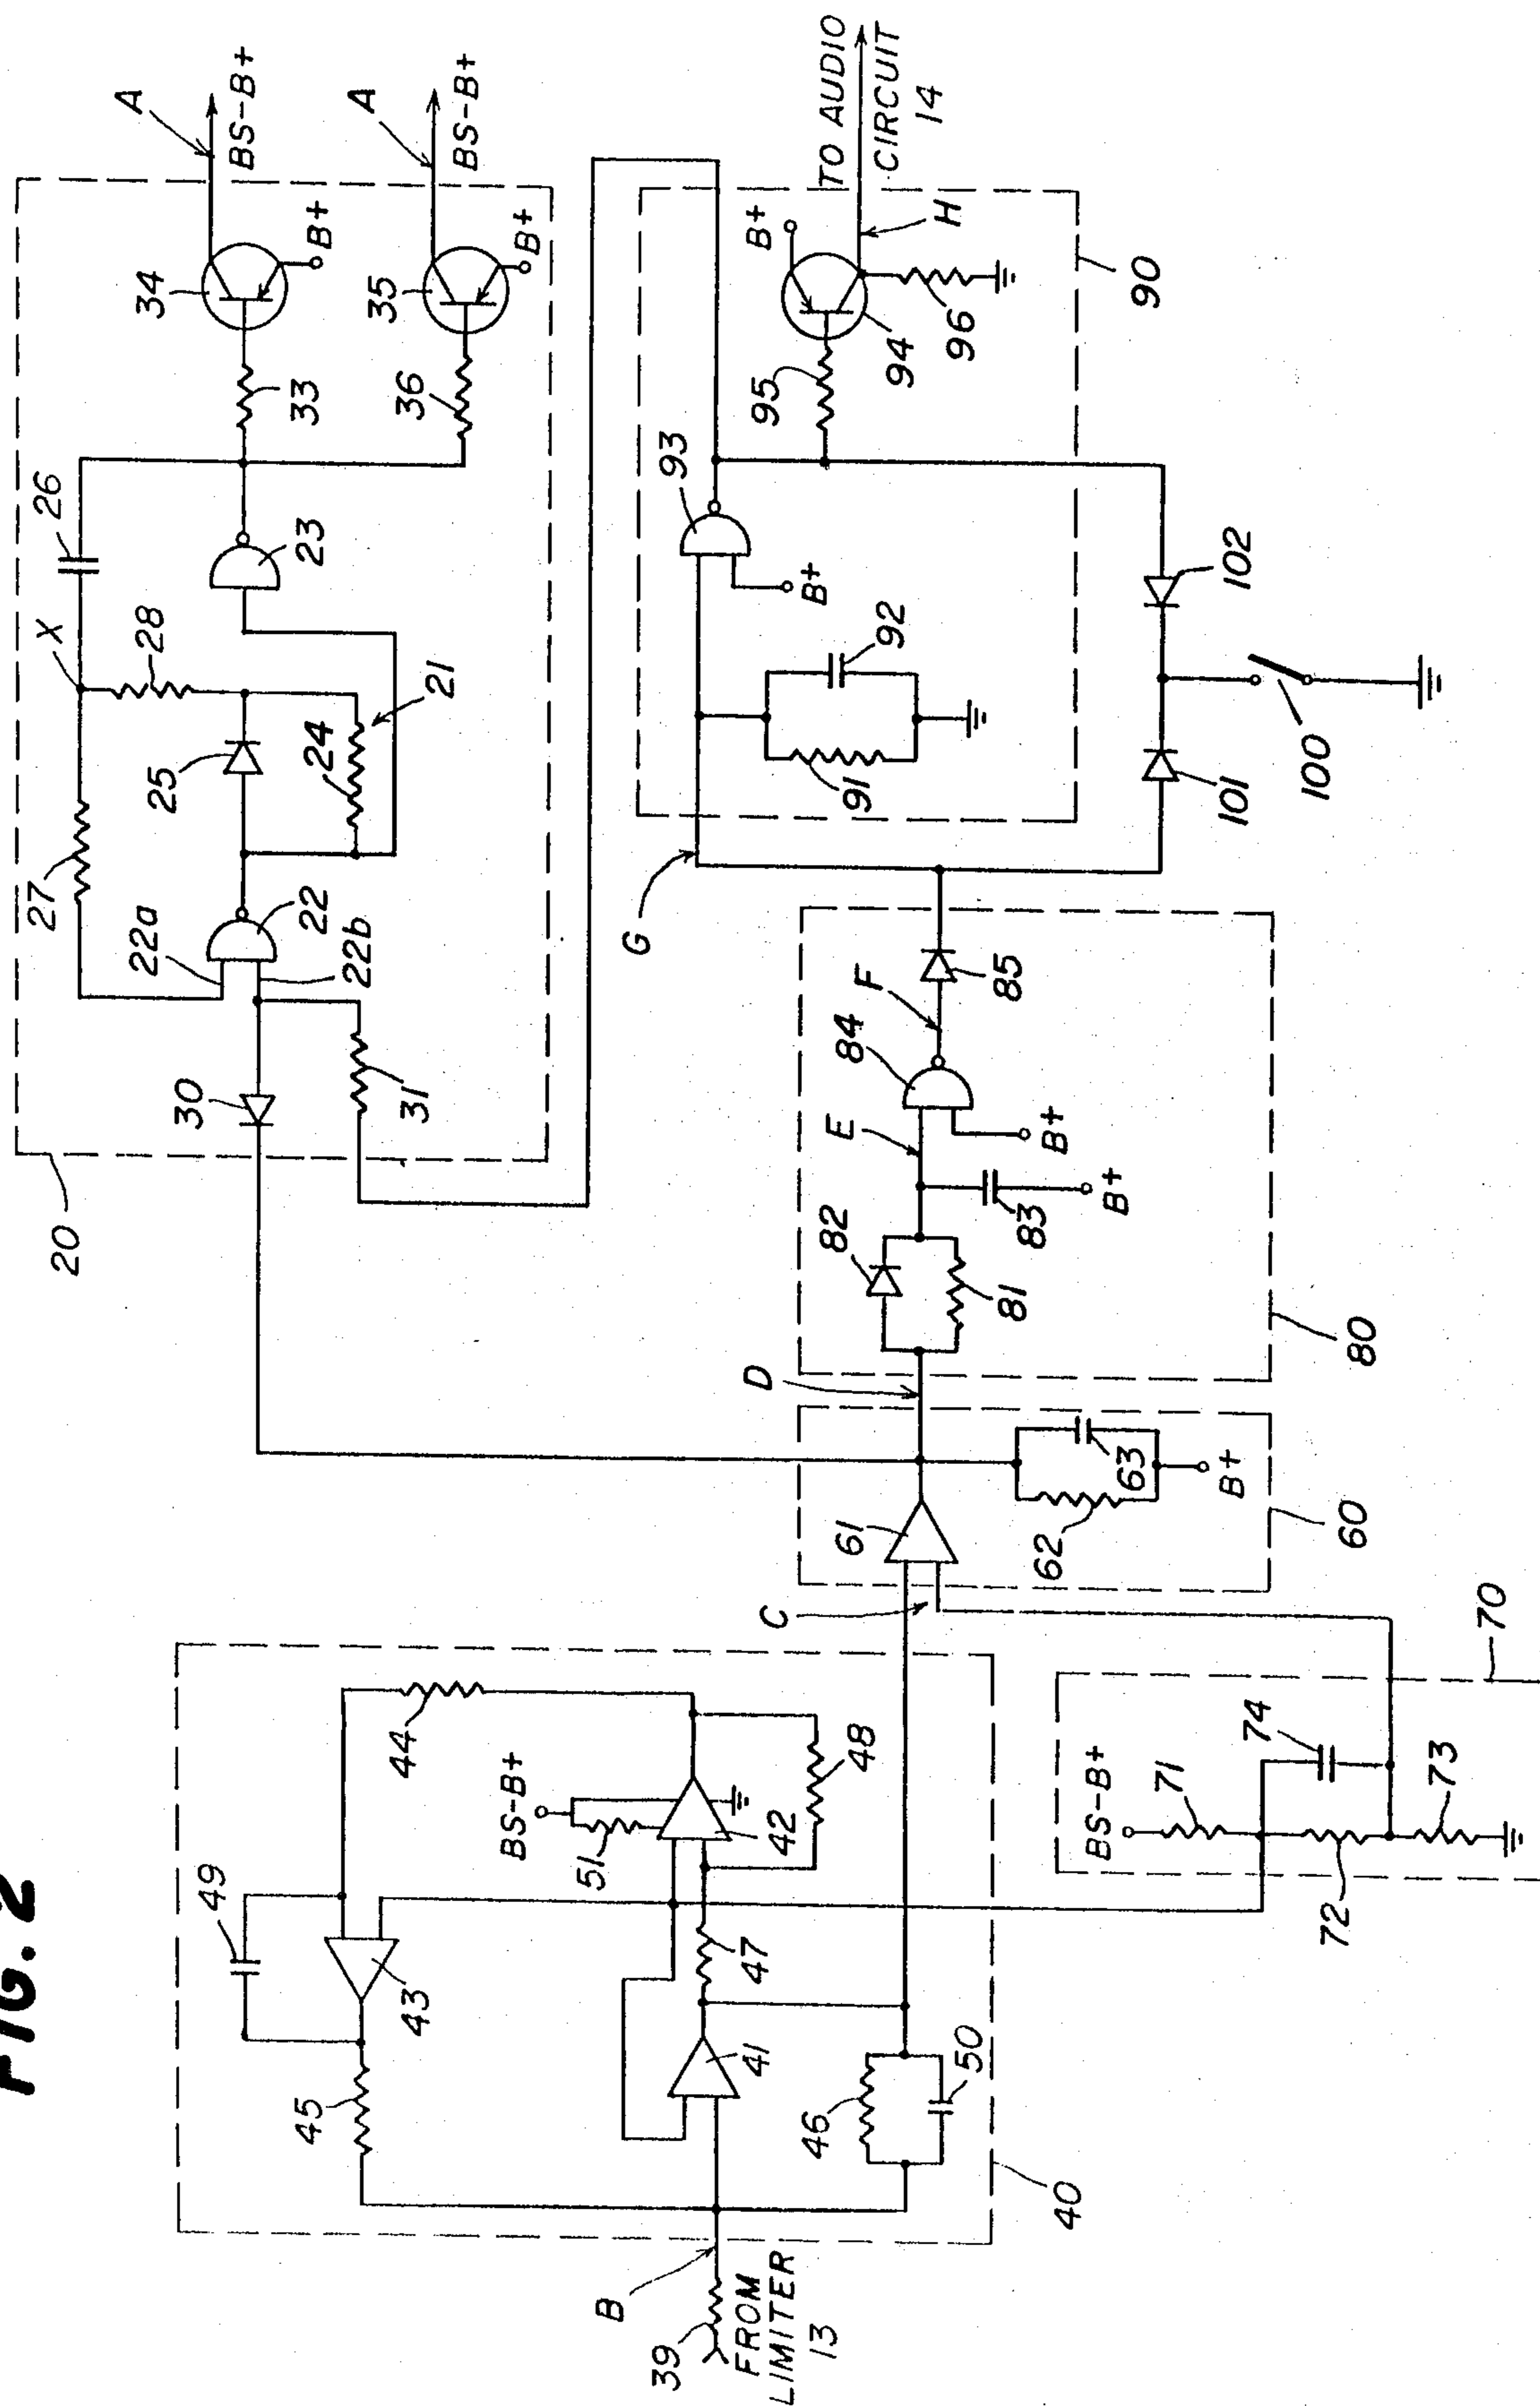 FIG. 2
20
27
X
26
A
BS-B+
34
B+
22a
25
28
33
22
22b
24
21
23
35
A
BS-B+
B+
36
30
31
49
43
45
44
BS-B+
51
42
48
47
41
46
50
40
B
39
FROM
LIMITER
13
G
93
B+
91
92
95
94
96
B+
H
TO AUDIO
CIRCUIT
14
90
D
82
81
83
B+
E
84
B+
F
85
80
C
61
62
63
B+
60
101
102
100
BS-B+
71
72
73
74
70